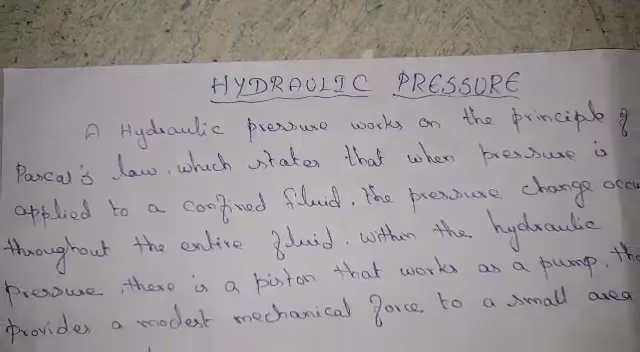 HYDRAULIC PRESSURE
A Hydraulic pressure works on the principle of
Pascal's law, which states that when pressure is
applied to a confined fluid, the pressure change occu
throughout the entire fluid. within the hydraulic
pressure, there is a piston that works as a pump, tha
provides a modest mechanical force to a small area